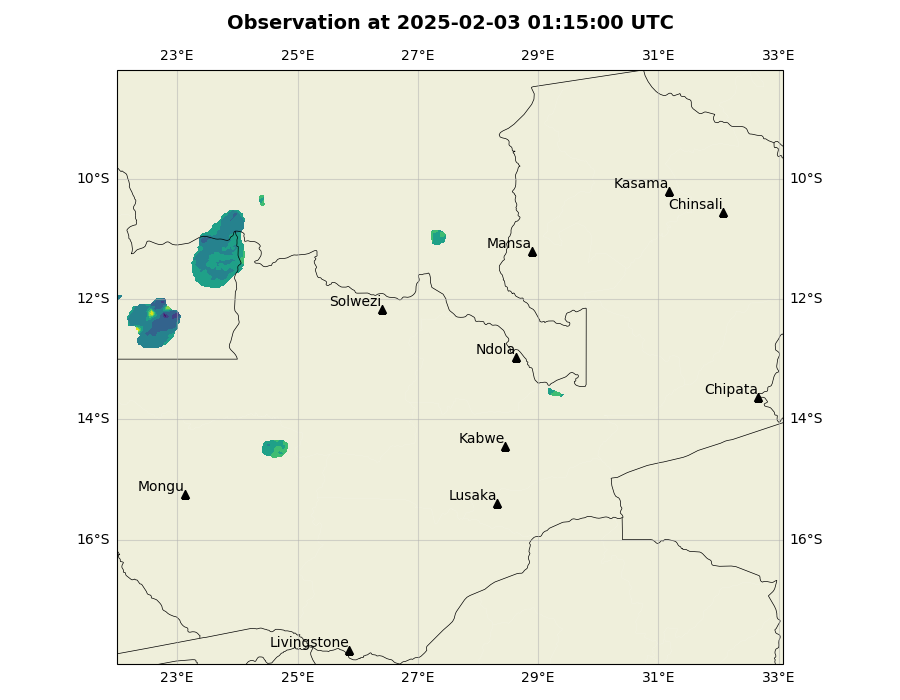 Observation at 2025-02-03 01:15:00 UTC
23°E 25°E 27°E 29°E 31°E 33°E
10°S 10°S
Kasama
Chinsali
Mansa
12°S 12°S
Solwezi
Ndola
Chipata
14°S 14°S
Kabwe
Mongu
Lusaka
16°S 16°S
Livingstone
23°E 25°E 27°E 29°E 31°E 33°E